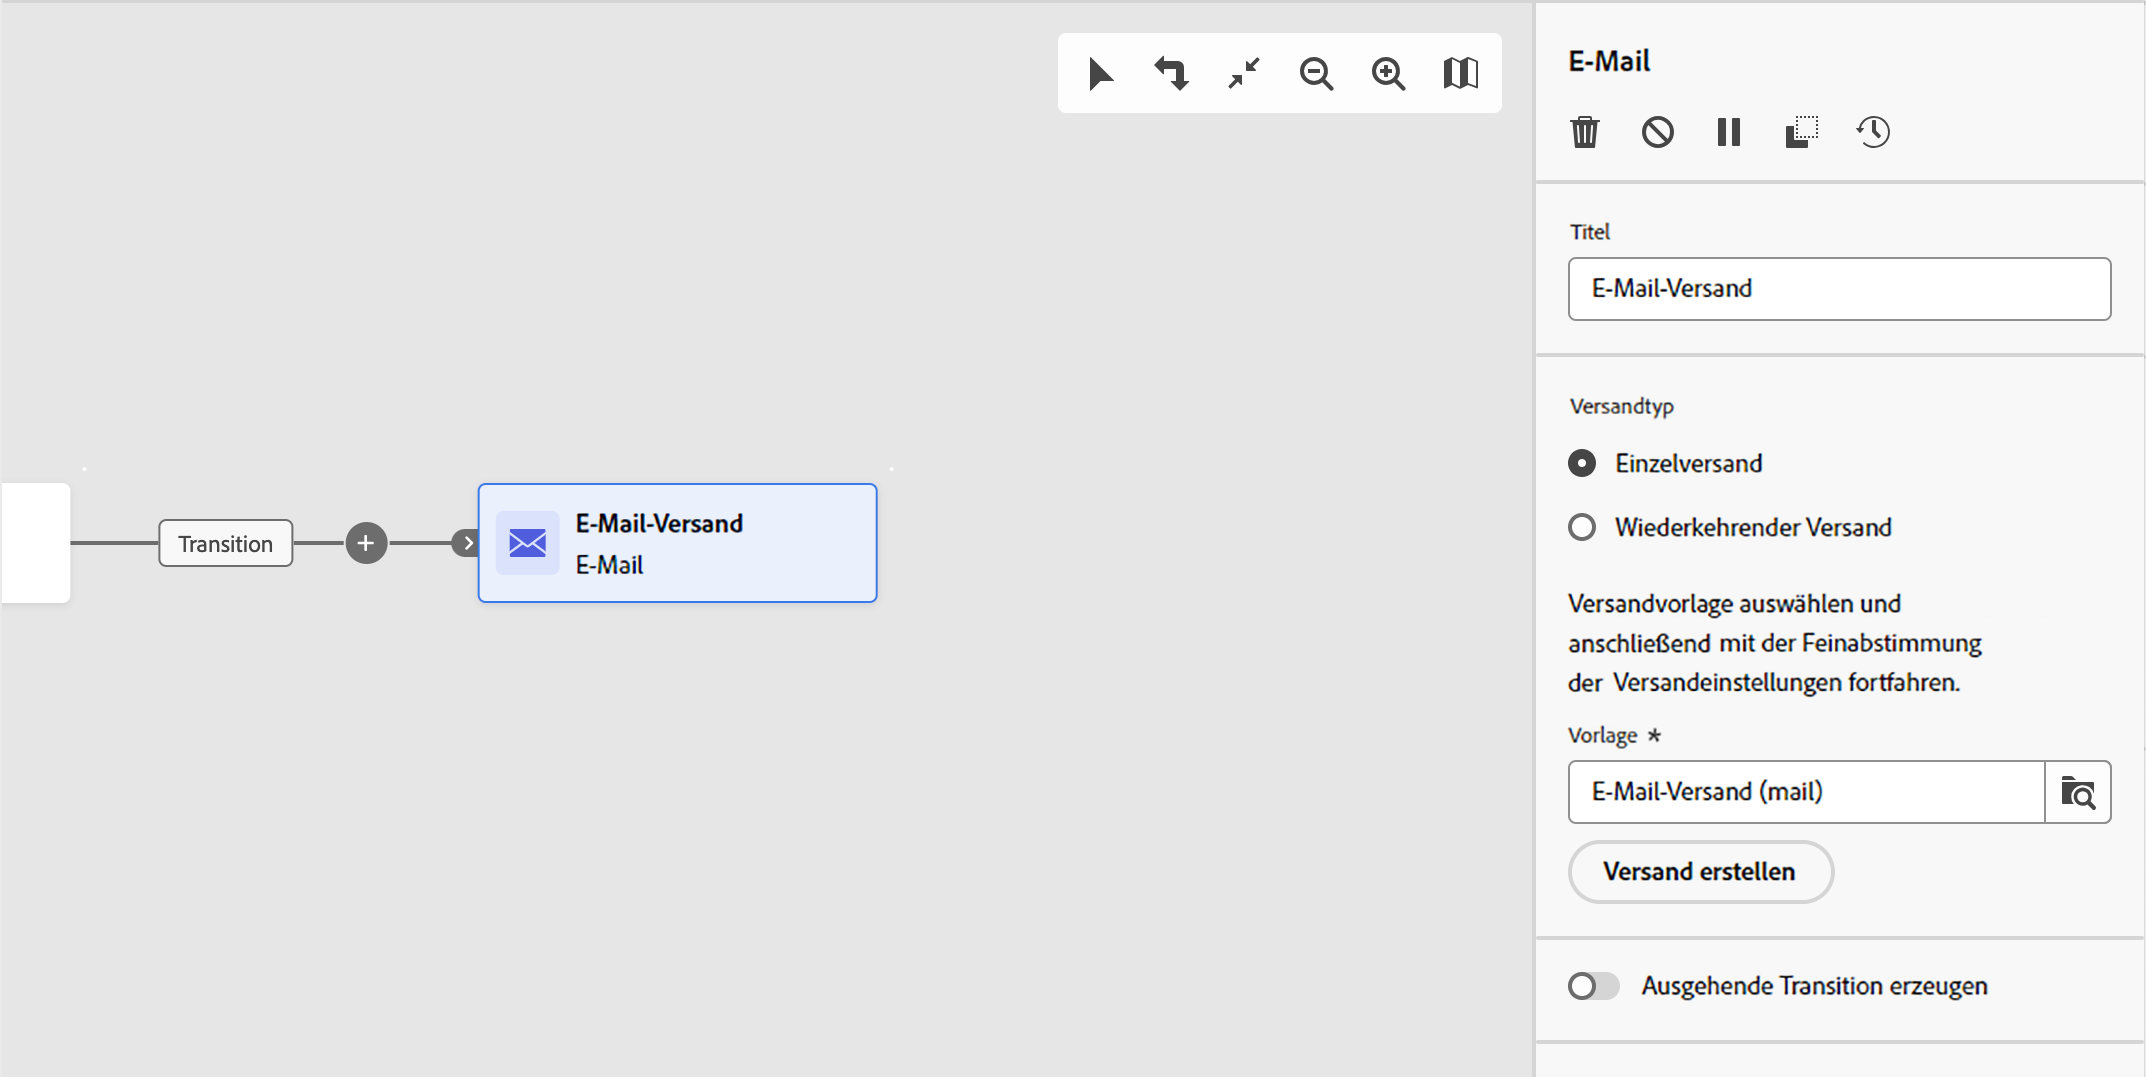 E-Mail
Titel
E-Mail-Versand
Versandtyp
Einzelversand
Wiederkehrender Versand
Versandvorlage auswählen und
anschließend mit der Feinabstimmung
der Versandeinstellungen fortfahren.
Vorlage *
E-Mail-Versand (mail)
Versand erstellen
Ausgehende Transition erzeugen
Transition
E-Mail-Versand
E-Mail